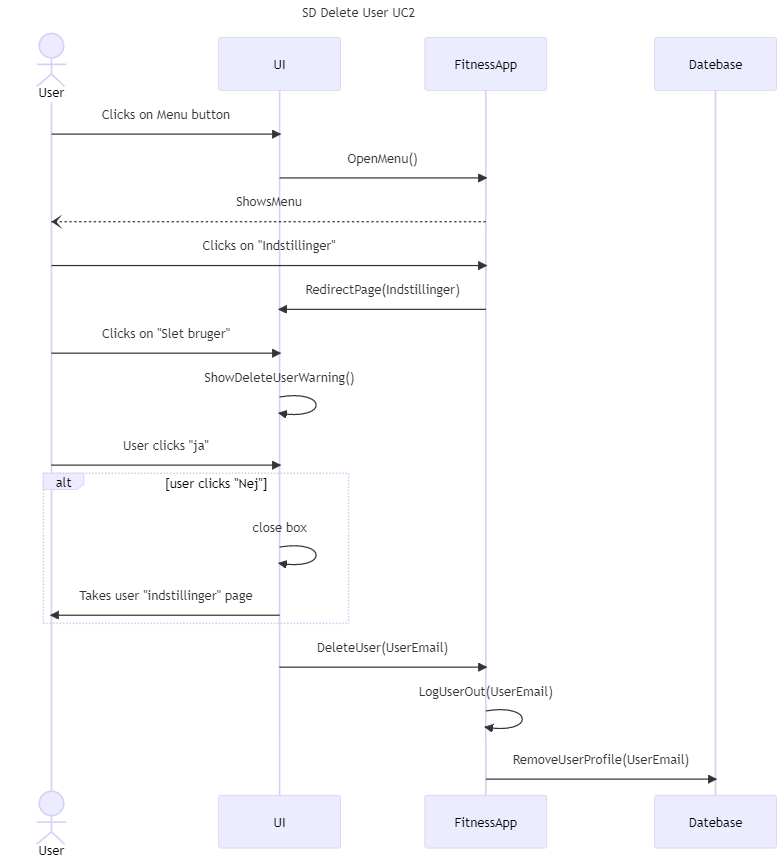 SD Delete User UC2
User
UI
FitnessApp
Datebase
Clicks on Menu button
OpenMenu()
ShowsMenu
Clicks on "Indstillinger"
RedirectPage(Indstillinger)
Clicks on "Slet bruger"
ShowDeleteUserWarning()
User clicks "ja"
alt
[user clicks "Nej"]
close box
Takes user "indstillinger" page
DeleteUser(UserEmail)
LogUserOut(UserEmail)
RemoveUserProfile(UserEmail)
User
UI
FitnessApp
Datebase